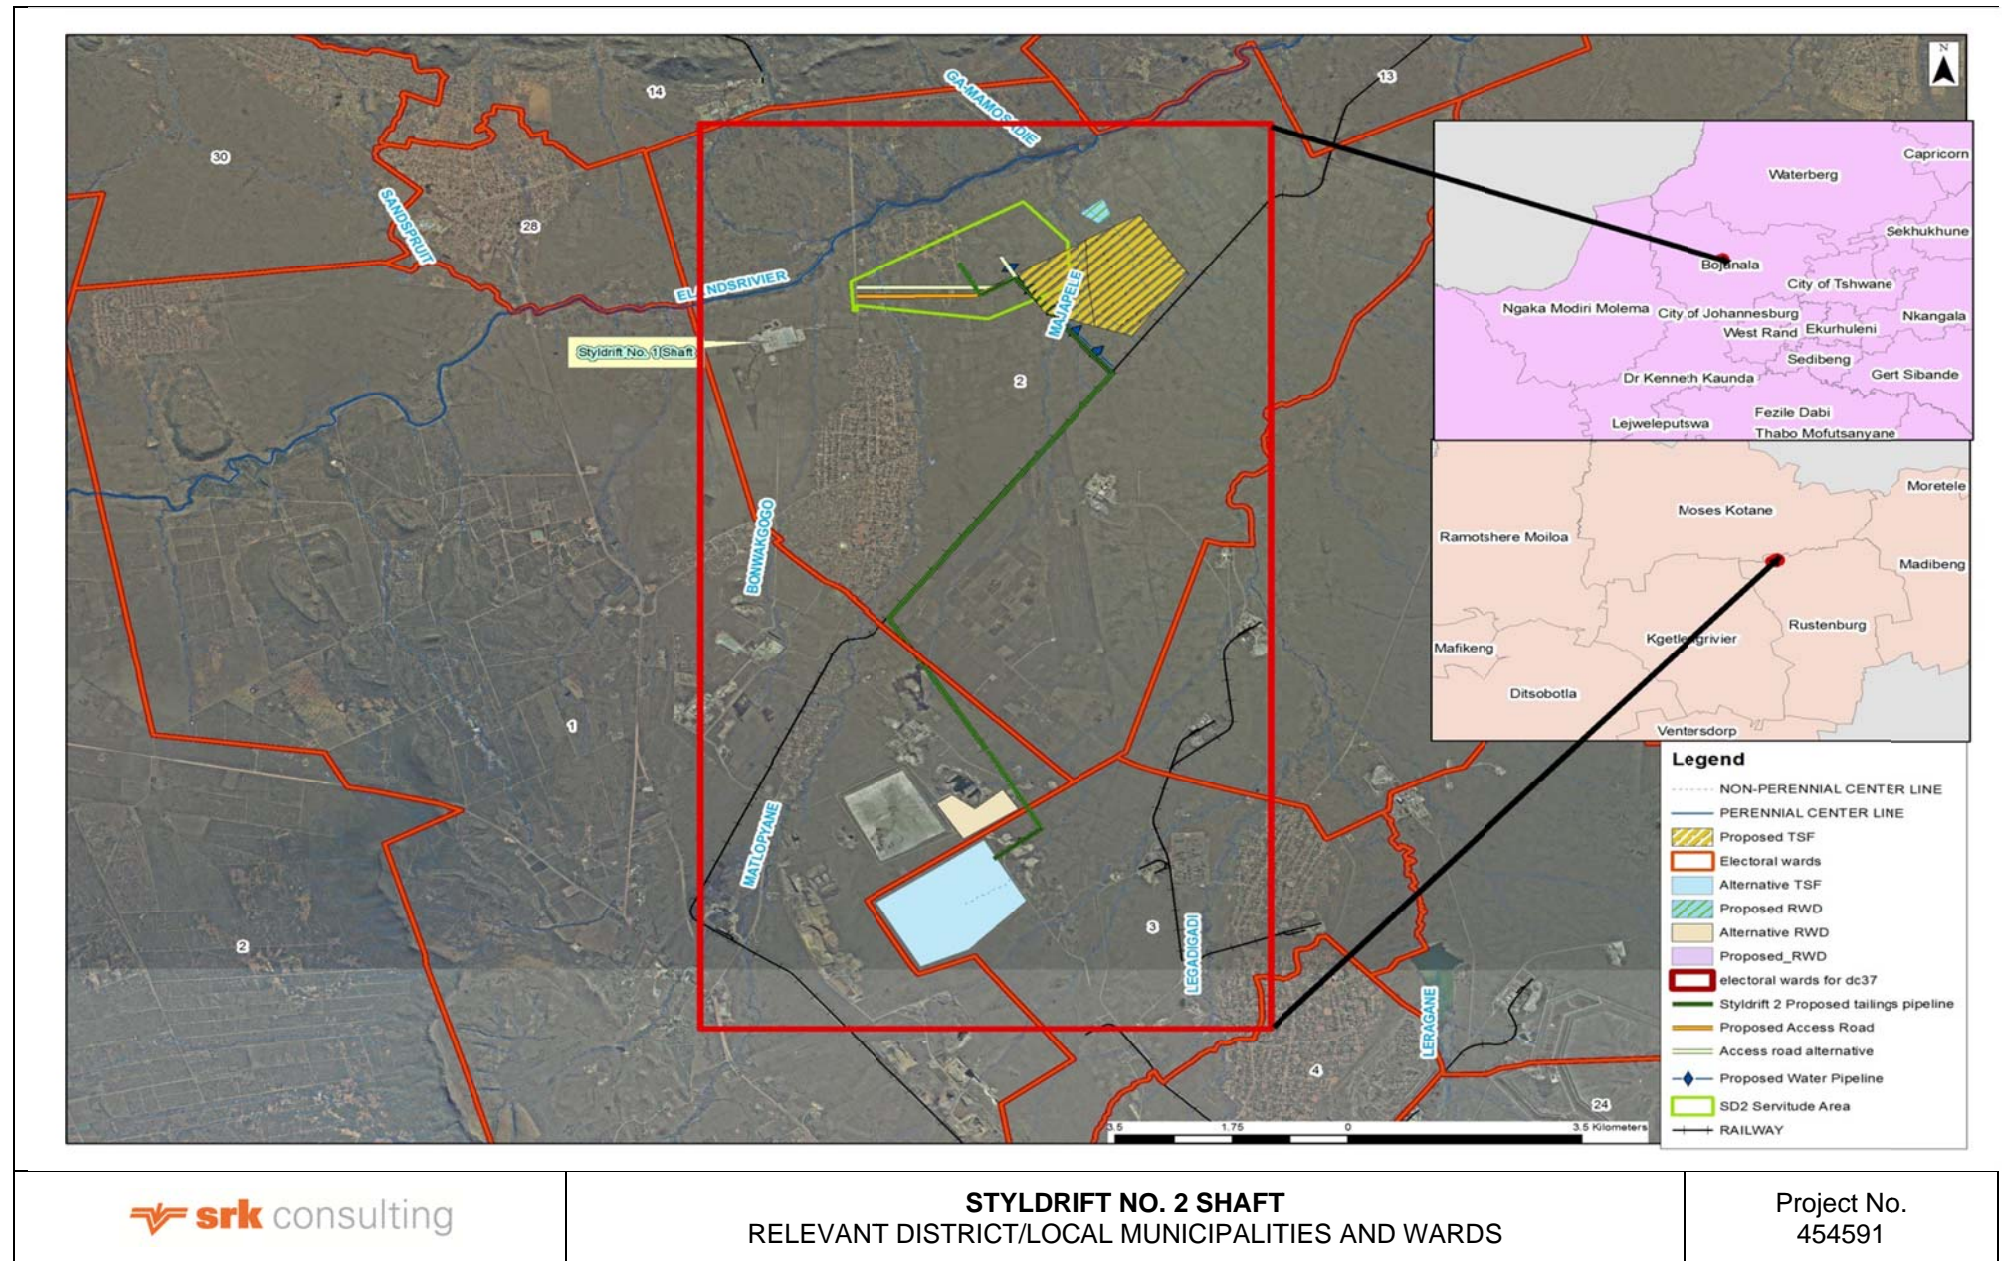 N
14
13
GA-MAMOSADIE
30
SANDSPRUIT
28
ELANDSRIVIER
MAJAPELE
Styldrift No. 1 Shaft
2
BONWAKGOGO
1
MATLOPYANE
2
3
LEGADIGADI
LERAGANE
4
24
3.5 1.75 0 3.5 Kilometers
Capricorn
Waterberg
Sekhukhune
Bojanala
City of Tshwane
Ngaka Modiri Molema
City of Johannesburg
Nkangala
West Rand
Ekurhuleni
Sedibeng
Dr Kenneth Kaunda
Gert Sibande
Fezile Dabi
Lejweleputswa
Thabo Mofutsanyane
Moretele
Moses Kotane
Ramotshere Moiloa
Madibeng
Rustenburg
Kgetlengrivier
Mafikeng
Ditsobotla
Ventersdorp
Legend
NON-PERENNIAL CENTER LINE
PERENNIAL CENTER LINE
Proposed TSF
Electoral wards
Alternative TSF
Proposed RWD
Alternative RWD
Proposed_RWD
electoral wards for dc37
Styldrift 2 Proposed tailings pipeline
Proposed Access Road
Access road alternative
Proposed Water Pipeline
SD2 Servitude Area
RAILWAY
srk consulting
STYLDRIFT NO. 2 SHAFT
RELEVANT DISTRICT/LOCAL MUNICIPALITIES AND WARDS
Project No.
454591